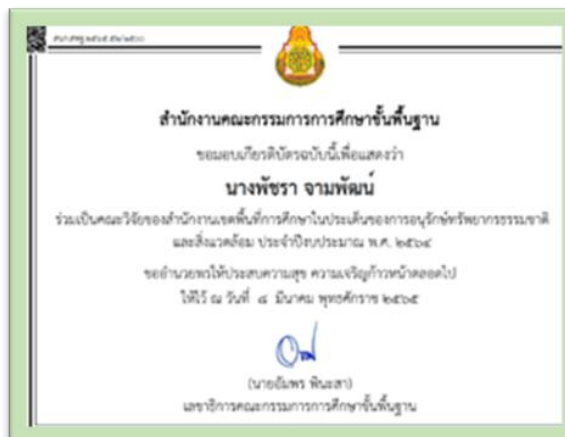 สำนักงานคณะกรรมการการศึกษาขั้นพื้นฐาน
ขอมอบเกียรติบัตรฉบับนี้เพื่อแสดงว่า
นางพัชรา จามพัฒน์
ร่วมเป็นคณะวิจัยของสำนักงานเขตพื้นที่การศึกษาในประเด็นของการอนุรักษ์ทรัพยากรธรรมชาติ
และสิ่งแวดล้อม ประจำปีงบประมาณ พ.ศ. ๒๕๖๔
ขออำนวยพรให้ประสบความสุข ความเจริญก้าวหน้าตลอดไป
ให้ไว้ ณ วันที่ ๘ มีนาคม พุทธศักราช ๒๕๖๕
(นายอัมพร พินะสา)
เลขาธิการคณะกรรมการการศึกษาขั้นพื้นฐาน